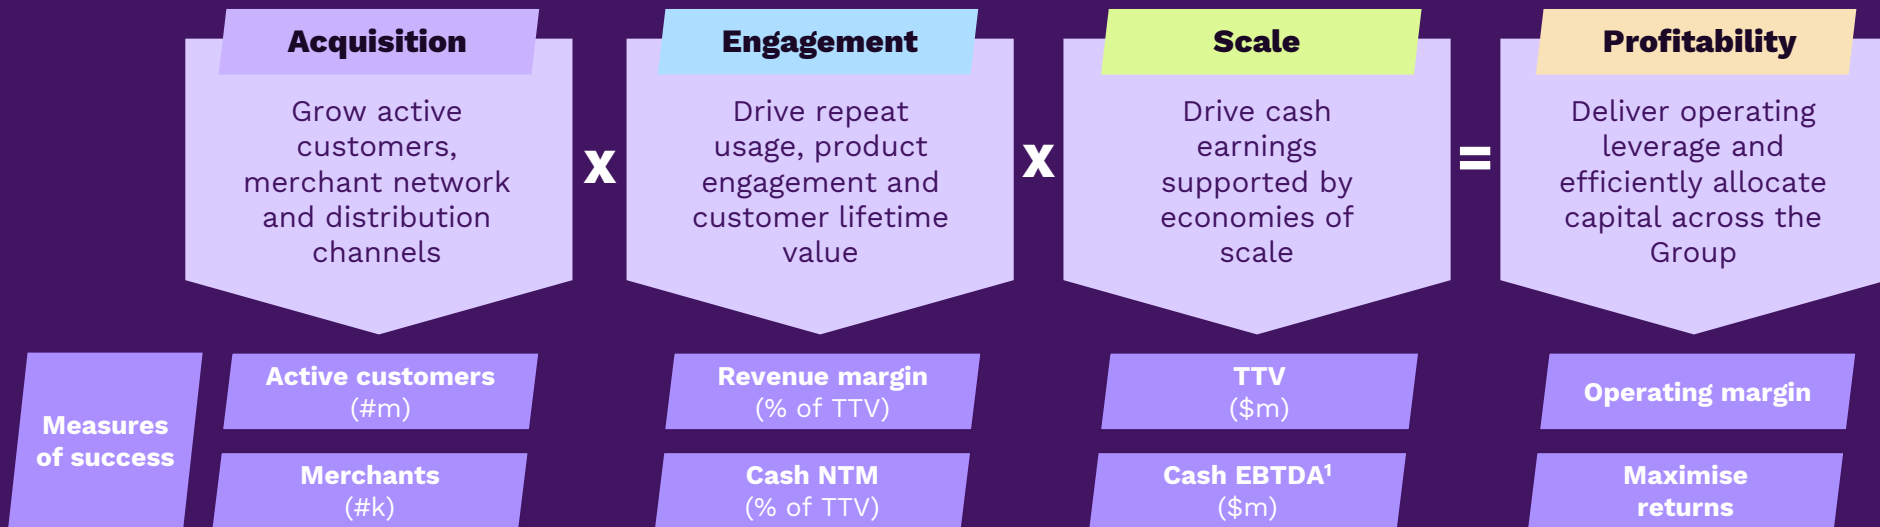 Acquisition
Grow active
customers,
merchant network
and distribution
channels
x
Engagement
Drive repeat
usage, product
engagement and
customer lifetime
value
x
Scale
Drive cash
earnings
supported by
economies of
scale
=
Profitability
Deliver operating
leverage and
efficiently allocate
capital across the
Group
Measures
of success
Active customers
(#m)
Revenue margin
(% of TTV)
TTV
($m)
Operating margin
Merchants
(#k)
Cash NTM
(% of TTV)
Cash EBTDA¹
($m)
Maximise
returns